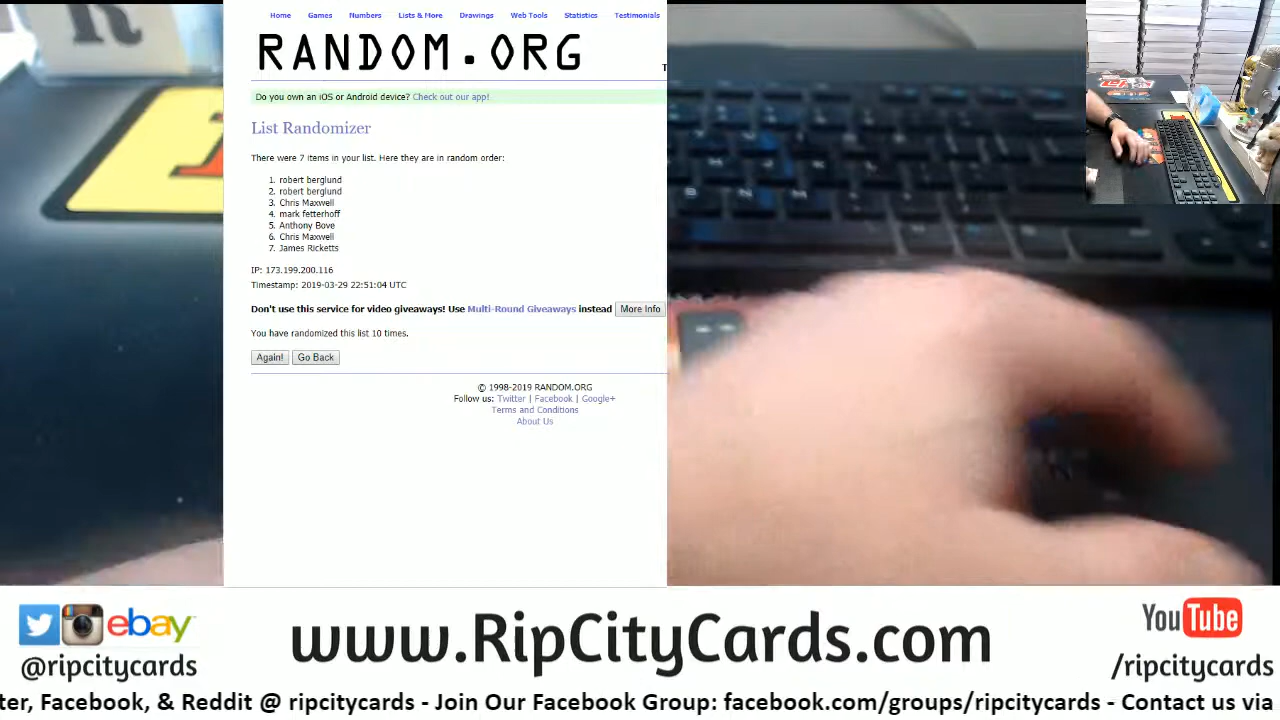 Home Games Numbers Lists & More Drawings Web Tools Statistics Testimonials
RANDOM.ORG
Do you own an iOS or Android device? Check out our app!
List Randomizer
There were 7 items in your list. Here they are in random order:
1. robert berglund
2. robert berglund
3. Chris Maxwell
4. mark fetterhoff
5. Anthony Bove
6. Chris Maxwell
7. James Ricketts
IP: 173.199.200.116
Timestamp: 2019-03-29 22:51:04 UTC
Don't use this service for video giveaways! Use Multi-Round Giveaways instead More Info
You have randomized this list 10 times.
Again! Go Back
© 1998-2019 RANDOM.ORG
Follow us: Twitter | Facebook | Google+
Terms and Conditions
About Us
ebay
@ripcitycards
www.RipCityCards.com
YouTube
/ripcitycards
ter, Facebook, & Reddit @ ripcitycards - Join Our Facebook Group: facebook.com/groups/ripcitycards - Contact us via